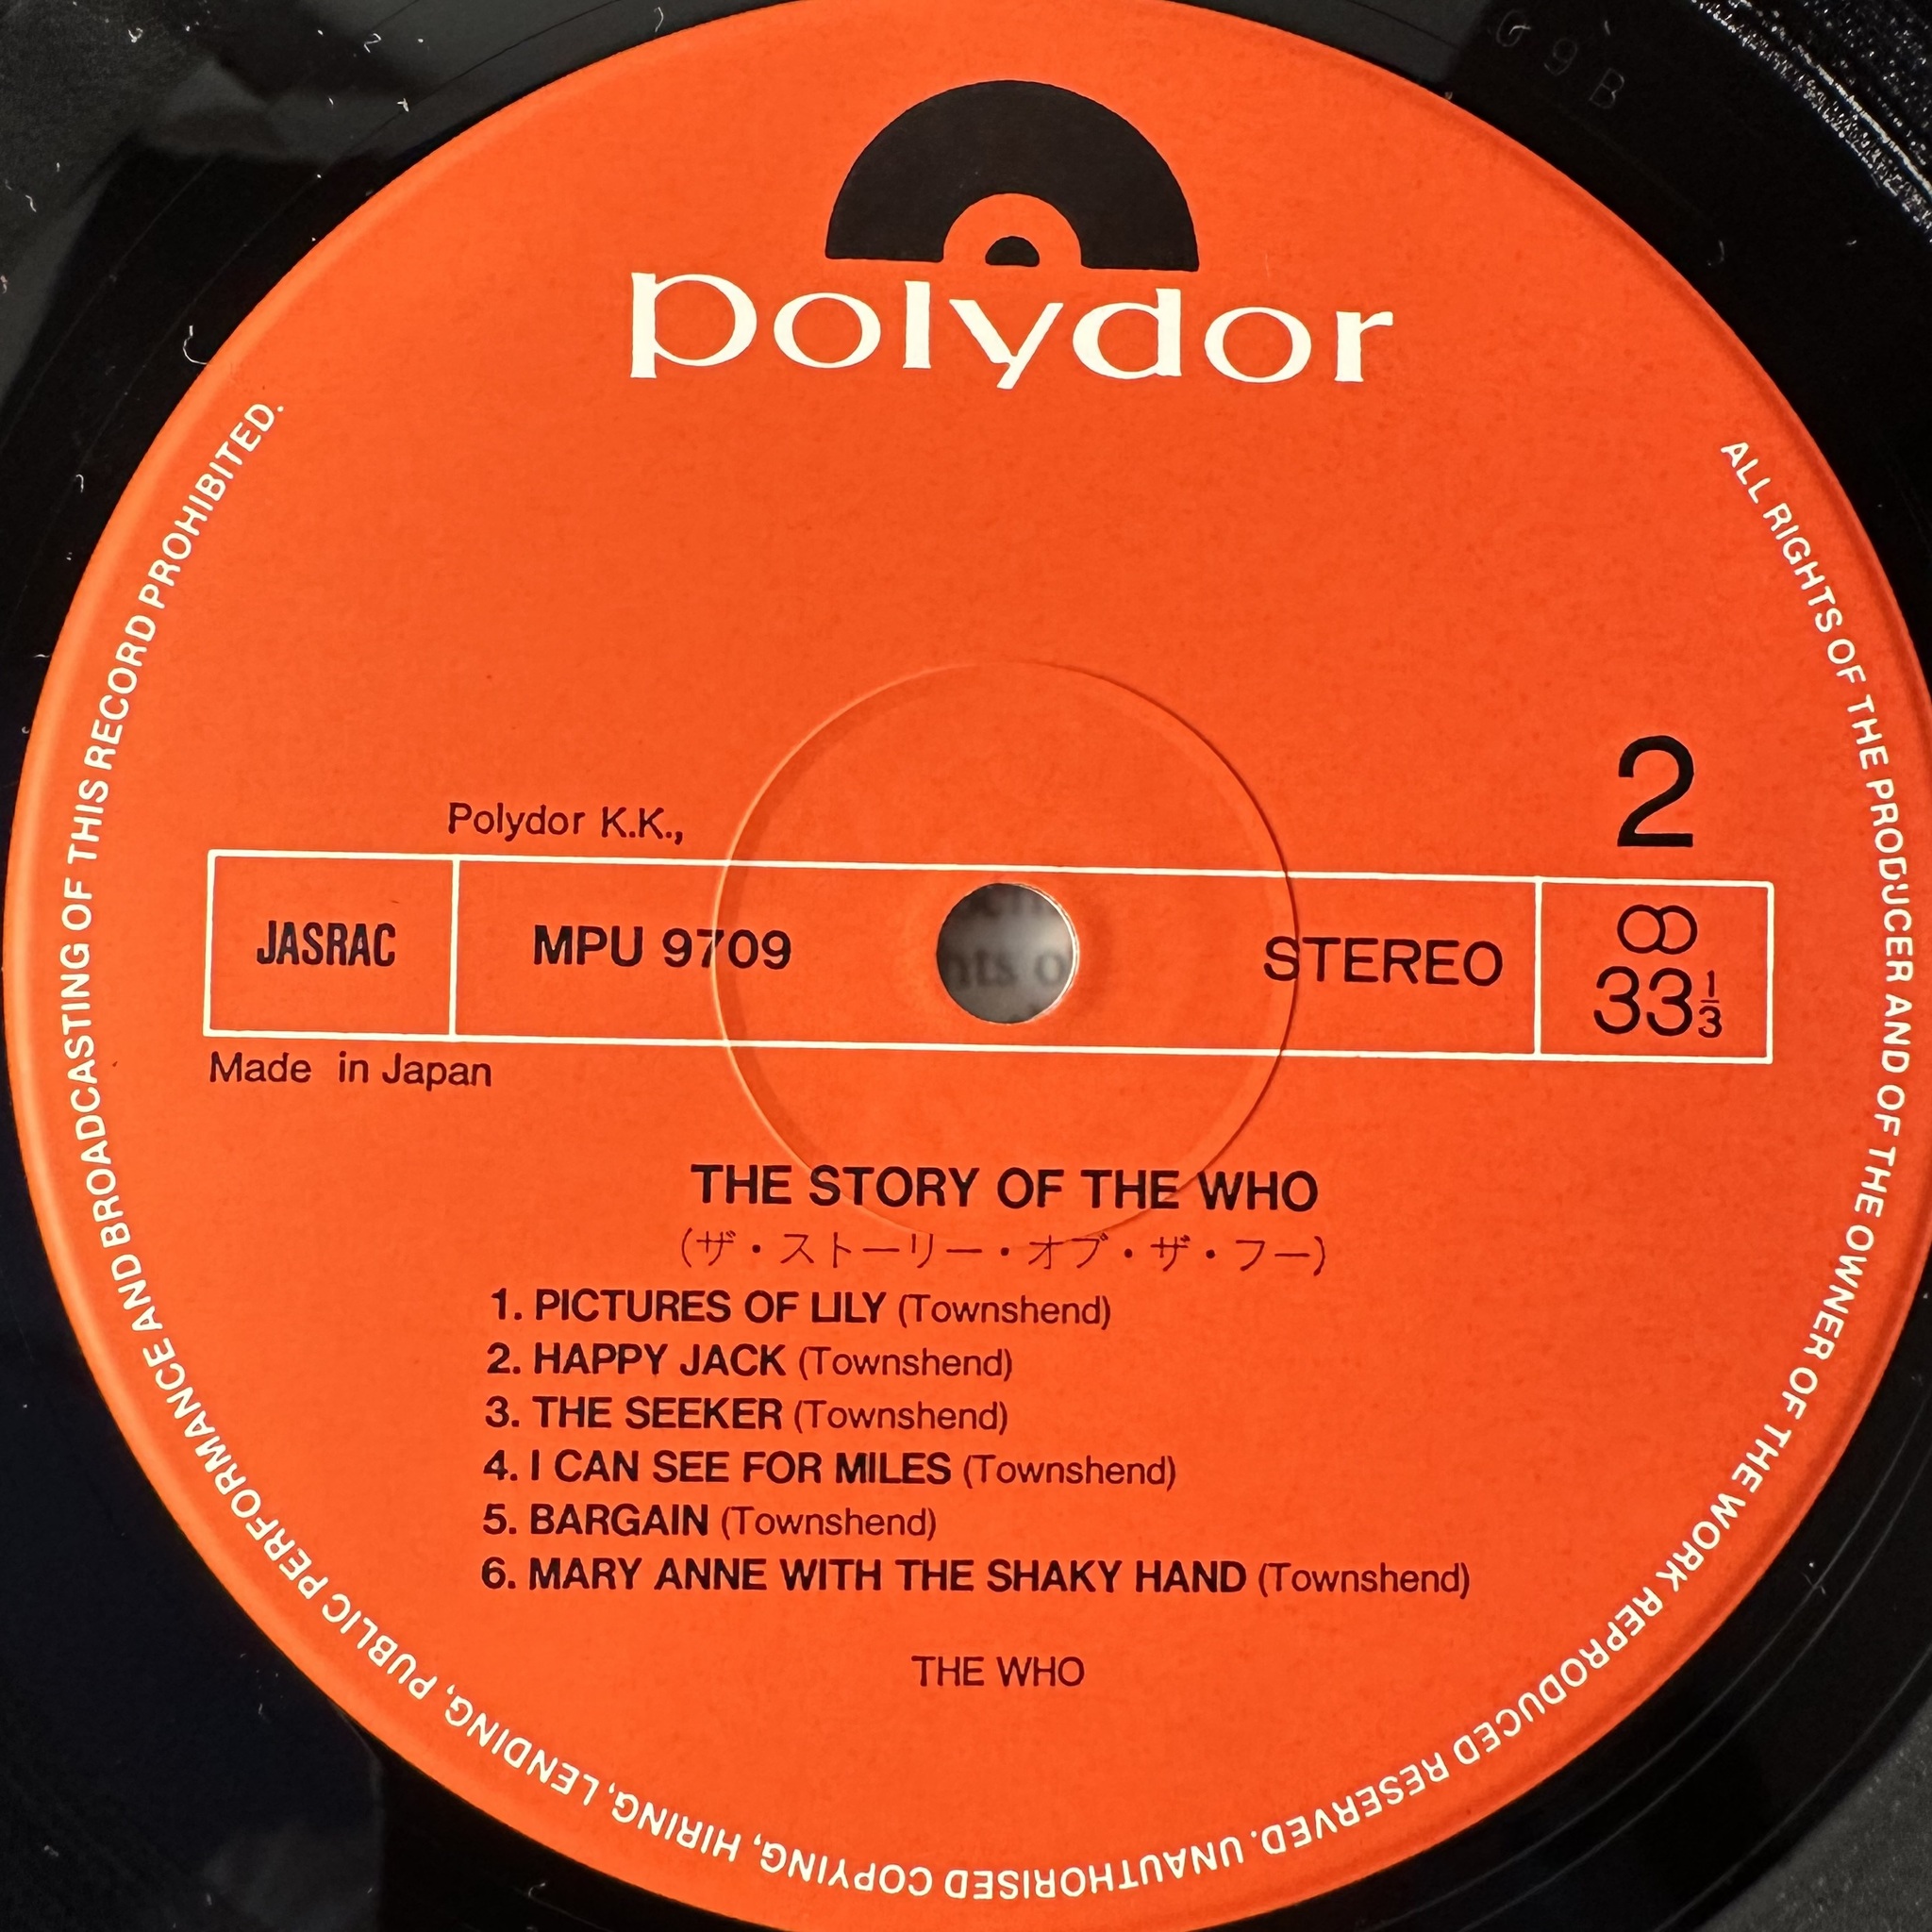 polydor
Polydor K.K.,
2
JASRAC
MPU 9709
STEREO
33 1/3
Made in Japan
THE STORY OF THE WHO
(ザ・ストーリー・オブ・ザ・フー)
1. PICTURES OF LILY (Townshend)
2. HAPPY JACK (Townshend)
3. THE SEEKER (Townshend)
4. I CAN SEE FOR MILES (Townshend)
5. BARGAIN (Townshend)
6. MARY ANNE WITH THE SHAKY HAND (Townshend)
THE WHO
ALL RIGHTS OF THE PRODUCER AND OF THE OWNER OF THE WORK REPRODUCED RESERVED. UNAUTHORISED COPYING, HIRING, LENDING, PUBLIC PERFORMANCE AND BROADCASTING OF THIS RECORD PROHIBITED.